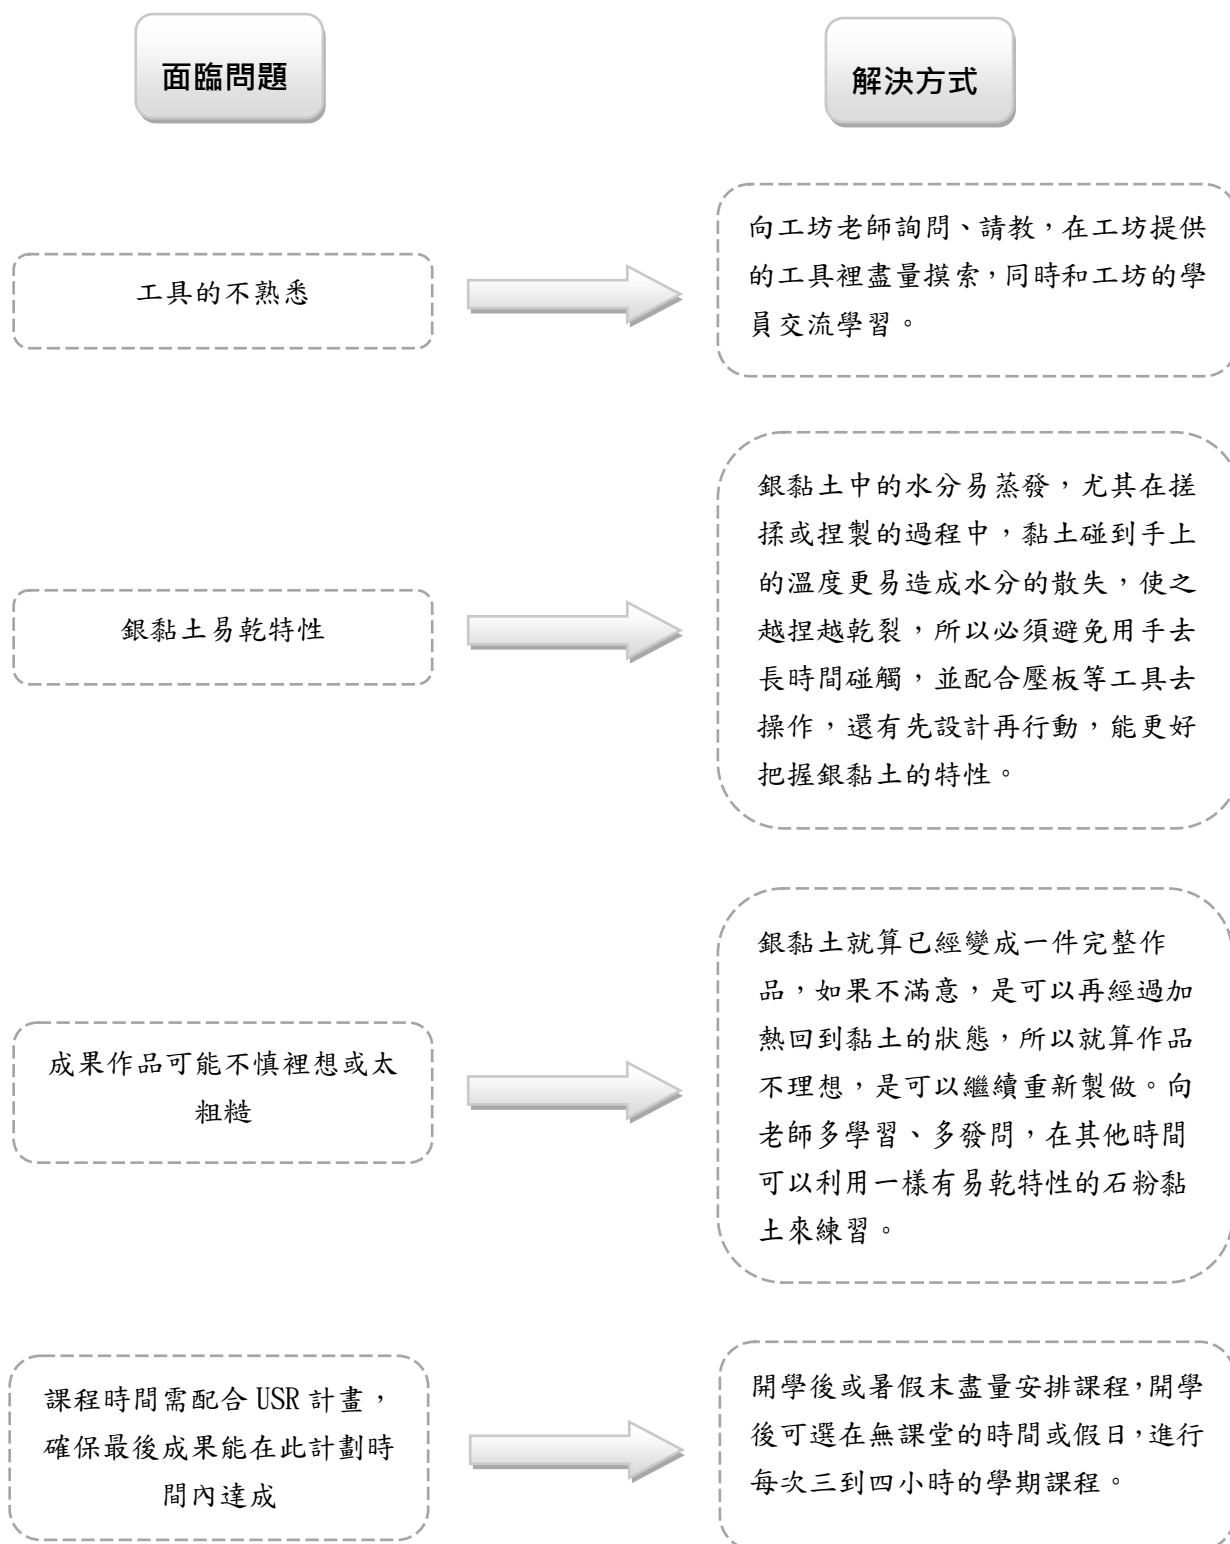 面臨問題
解決方式
工具的不熟悉
向工坊老師詢問、請教，在工坊提供
的工具裡盡量摸索，同時和工坊的學
員交流學習。
銀黏土易乾特性
銀黏土中的水分易蒸發，尤其在搓
揉或捏製的過程中，黏土碰到手上
的溫度更易造成水分的散失，使之
越捏越乾裂，所以必須避免用手去
長時間碰觸，並配合壓板等工具去
操作，還有先設計再行動，能更好
把握銀黏土的特性。
成果作品可能不慎裡想或太
粗糙
銀黏土就算已經變成一件完整作
品，如果不滿意，是可以再經過加
熱回到黏土的狀態，所以就算作品
不理想，是可以繼續重新製做。向
老師多學習、多發問，在其他時間
可以利用一樣有易乾特性的石粉黏
土來練習。
課程時間需配合 USR 計畫，
確保最後成果能在此計劃時
間內達成
開學後或暑假末盡量安排課程，開學
後可選在無課堂的時間或假日，進行
每次三到四小時的學期課程。